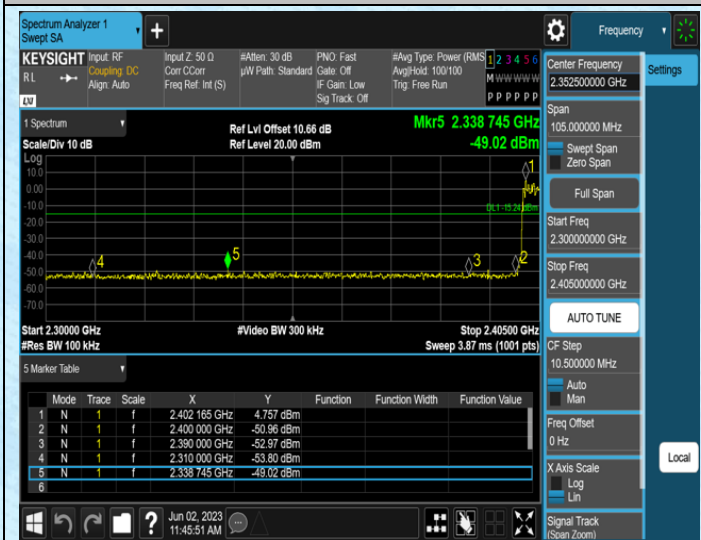 Spectrum Analyzer 1
Swept SA
+
Frequency
KEYSIGHT
Input: RF
Coupling: DC
Align: Auto
Input Z: 50 Ω
Corr CCorr
Freq Ref: Int (S)
#Atten: 30 dB
µW Path: Standard
PNO: Fast
Gate: Off
IF Gain: Low
Sig Track: Off
#Avg Type: Power (RMS
Avg|Hold: 100/100
Trig: Free Run
1 2 3 4 5 6
M W W W W W
P P P P P P
R L
LXI
1 Spectrum
Scale/Div 10 dB
Log
Ref Lvl Offset 10.66 dB
Ref Level 20.00 dBm
Mkr5 2.338 745 GHz
-49.02 dBm
10.0
0.00
-10.0
-20.0
-30.0
-40.0
-50.0
-60.0
-70.0
1
DL1 -15.24 dBm
4
5
3
2
Start 2.30000 GHz
#Video BW 300 kHz
Stop 2.40500 GHz
#Res BW 100 kHz
Sweep 3.87 ms (1001 pts)
5 Marker Table
Mode Trace Scale X Y Function Function Width Function Value
1 N 1 f 2.402 165 GHz 4.757 dBm
2 N 1 f 2.400 000 GHz -50.96 dBm
3 N 1 f 2.390 000 GHz -52.97 dBm
4 N 1 f 2.310 000 GHz -53.80 dBm
5 N 1 f 2.338 745 GHz -49.02 dBm
6
Jun 02, 2023
11:45:51 AM
?
Center Frequency
2.352500000 GHz
Settings
Span
105.000000 MHz
Swept Span
Zero Span
Full Span
Start Freq
2.300000000 GHz
Stop Freq
2.405000000 GHz
AUTO TUNE
CF Step
10.500000 MHz
Auto
Man
Freq Offset
0 Hz
Local
X Axis Scale
Log
Lin
Signal Track
(Span Zoom)